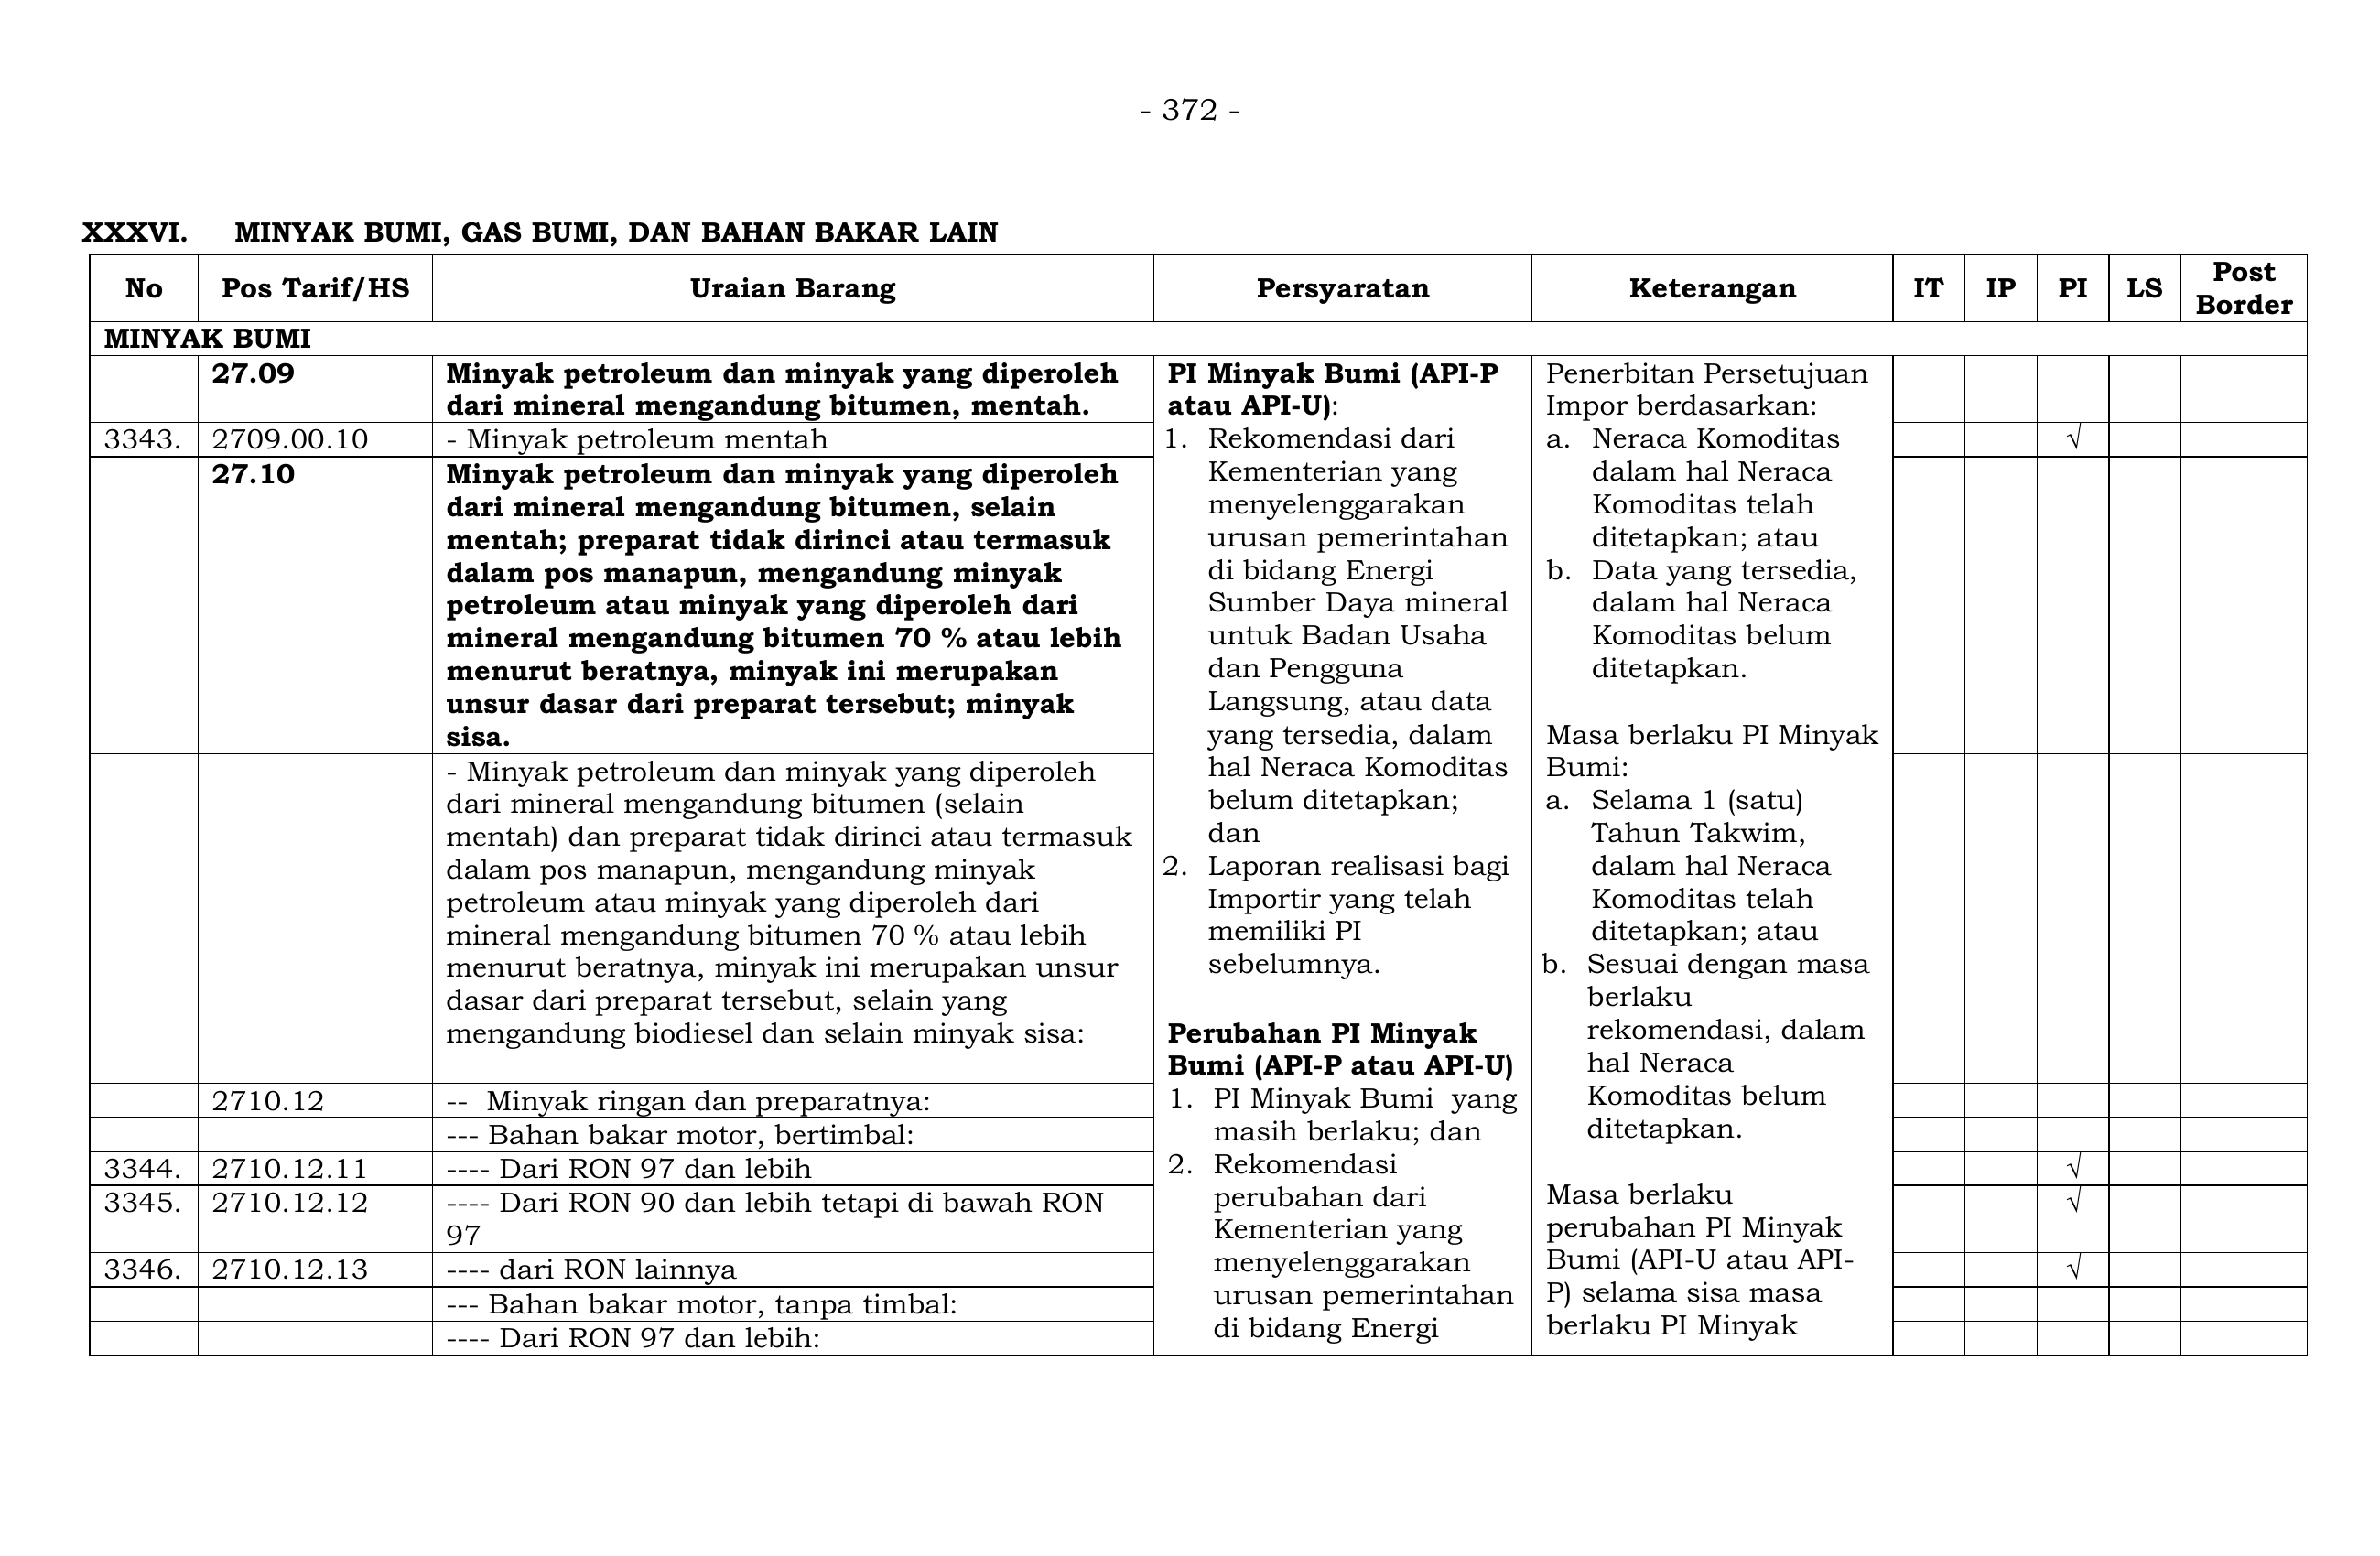 - 372 -
XXXVI. MINYAK BUMI, GAS BUMI, DAN BAHAN BAKAR LAIN
No Pos Tarif/HS Uraian Barang Persyaratan Keterangan IT IP PI LS Post Border
MINYAK BUMI
27.09 Minyak petroleum dan minyak yang diperoleh
dari mineral mengandung bitumen, mentah.
3343. 2709.00.10 - Minyak petroleum mentah √
27.10 Minyak petroleum dan minyak yang diperoleh
dari mineral mengandung bitumen, selain
mentah; preparat tidak dirinci atau termasuk
dalam pos manapun, mengandung minyak
petroleum atau minyak yang diperoleh dari
mineral mengandung bitumen 70 % atau lebih
menurut beratnya, minyak ini merupakan
unsur dasar dari preparat tersebut; minyak
sisa.
- Minyak petroleum dan minyak yang diperoleh
dari mineral mengandung bitumen (selain
mentah) dan preparat tidak dirinci atau termasuk
dalam pos manapun, mengandung minyak
petroleum atau minyak yang diperoleh dari
mineral mengandung bitumen 70 % atau lebih
menurut beratnya, minyak ini merupakan unsur
dasar dari preparat tersebut, selain yang
mengandung biodiesel dan selain minyak sisa:
2710.12 -- Minyak ringan dan preparatnya:
--- Bahan bakar motor, bertimbal:
3344. 2710.12.11 ---- Dari RON 97 dan lebih √
3345. 2710.12.12 ---- Dari RON 90 dan lebih tetapi di bawah RON √
97
3346. 2710.12.13 ---- dari RON lainnya √
--- Bahan bakar motor, tanpa timbal:
---- Dari RON 97 dan lebih:
PI Minyak Bumi (API-P
atau API-U):
1. Rekomendasi dari
Kementerian yang
menyelenggarakan
urusan pemerintahan
di bidang Energi
Sumber Daya mineral
untuk Badan Usaha
dan Pengguna
Langsung, atau data
yang tersedia, dalam
hal Neraca Komoditas
belum ditetapkan;
dan
2. Laporan realisasi bagi
Importir yang telah
memiliki PI
sebelumnya.
Perubahan PI Minyak
Bumi (API-P atau API-U)
1. PI Minyak Bumi yang
masih berlaku; dan
2. Rekomendasi
perubahan dari
Kementerian yang
menyelenggarakan
urusan pemerintahan
di bidang Energi
Penerbitan Persetujuan
Impor berdasarkan:
a. Neraca Komoditas
dalam hal Neraca
Komoditas telah
ditetapkan; atau
b. Data yang tersedia,
dalam hal Neraca
Komoditas belum
ditetapkan.
Masa berlaku PI Minyak
Bumi:
a. Selama 1 (satu)
Tahun Takwim,
dalam hal Neraca
Komoditas telah
ditetapkan; atau
b. Sesuai dengan masa
berlaku
rekomendasi, dalam
hal Neraca
Komoditas belum
ditetapkan.
Masa berlaku
perubahan PI Minyak
Bumi (API-U atau API-
P) selama sisa masa
berlaku PI Minyak